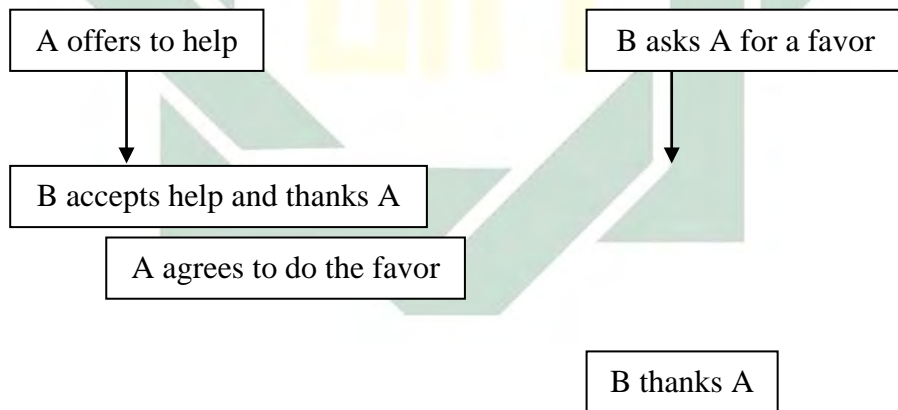 A offers to help
B asks A for a favor
B accepts help and thanks A
A agrees to do the favor
B thanks A